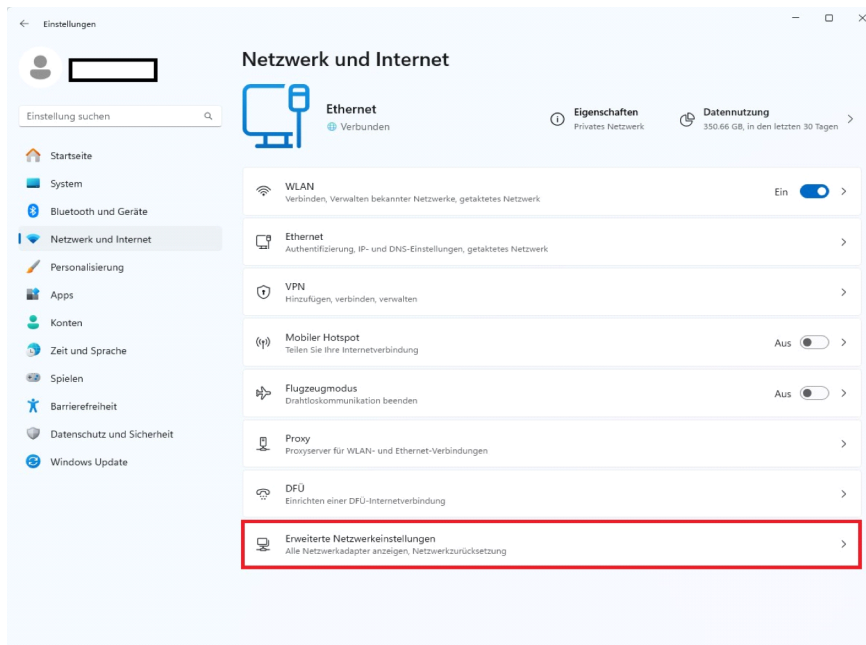 Einstellungen
Einstellung suchen
Startseite
System
Bluetooth und Geräte
Netzwerk und Internet
Personalisierung
Apps
Konten
Zeit und Sprache
Spielen
Barrierefreiheit
Datenschutz und Sicherheit
Windows Update
Netzwerk und Internet
Ethernet
Verbunden
Eigenschaften
Privates Netzwerk
Datennutzung
350.66 GB, in den letzten 30 Tagen
WLAN
Verbinden, Verwalten bekannter Netzwerke, getaktetes Netzwerk
Ein
Ethernet
Authentifizierung, IP- und DNS-Einstellungen, getaktetes Netzwerk
VPN
Hinzufügen, verbinden, verwalten
Mobiler Hotspot
Teilen Sie Ihre Internetverbindung
Aus
Flugzeugmodus
Drahtloskommunikation beenden
Aus
Proxy
Proxyserver für WLAN- und Ethernet-Verbindungen
DFÜ
Einrichten einer DFÜ-Internetverbindung
Erweiterte Netzwerkeinstellungen
Alle Netzwerkadapter anzeigen, Netzwerkzurücksetzung